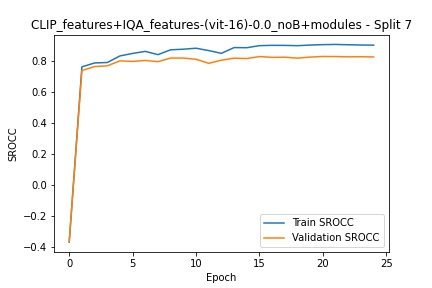 CLIP_features+IQA_features-(vit-16)-0.0_noB+modules - Split 7
0.8
0.6
0.4
0.2
0.0
−0.2
−0.4
SROCC
Train SROCC
Validation SROCC
0 5 10 15 20 25
Epoch